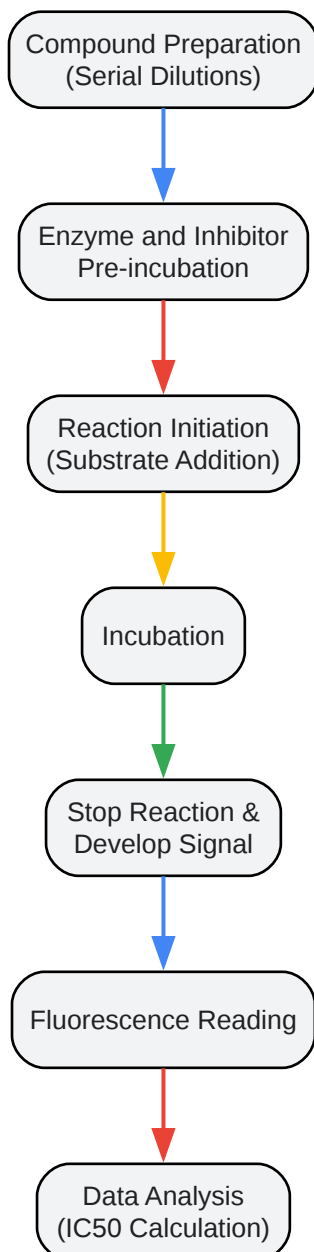 Compound Preparation
(Serial Dilutions)
Enzyme and Inhibitor
Pre-incubation
Reaction Initiation
(Substrate Addition)
Incubation
Stop Reaction &
Develop Signal
Fluorescence Reading
Data Analysis
(IC50 Calculation)